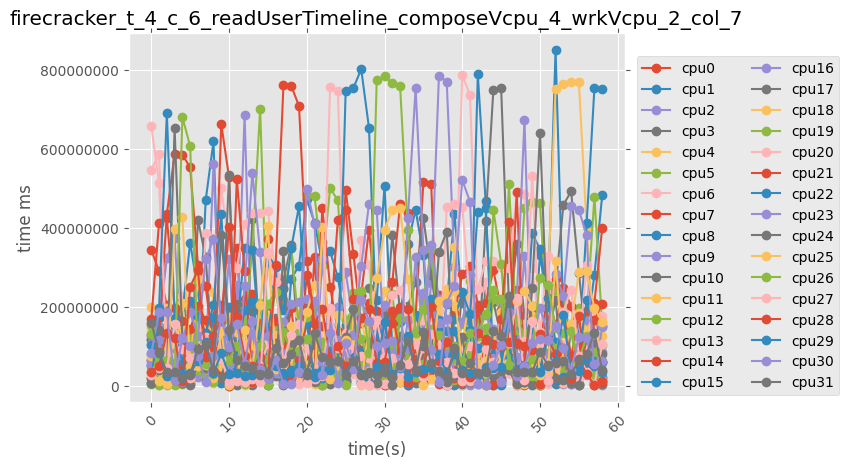 firecracker_t_4_c_6_readUserTimeline_composeVcpu_4_wrkVcpu_2_col_7
800000000
600000000
400000000
200000000
0
time ms
0
10
20
30
40
50
60
time(s)
cpu0
cpu1
cpu2
cpu3
cpu4
cpu5
cpu6
cpu7
cpu8
cpu9
cpu10
cpu11
cpu12
cpu13
cpu14
cpu15
cpu16
cpu17
cpu18
cpu19
cpu20
cpu21
cpu22
cpu23
cpu24
cpu25
cpu26
cpu27
cpu28
cpu29
cpu30
cpu31